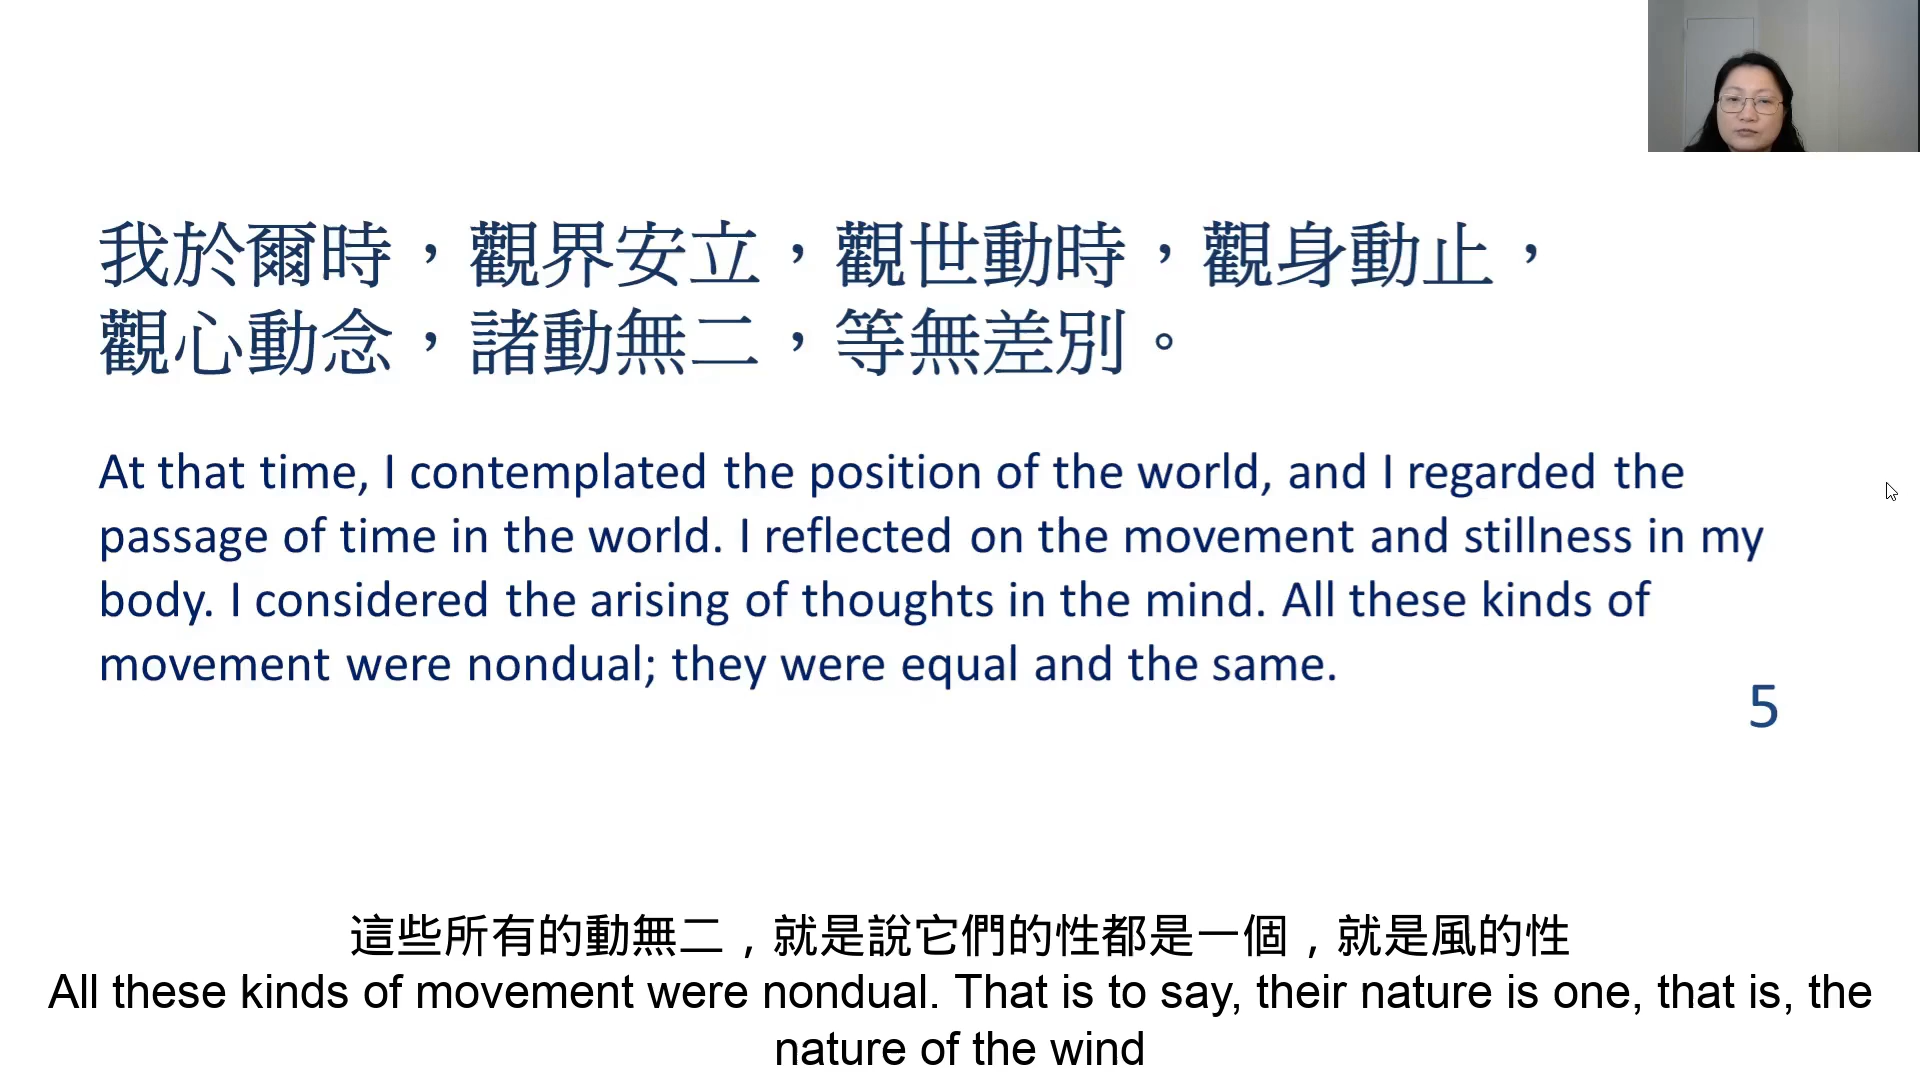 我於爾時，觀界安立，觀世動時，觀身動止，
觀心動念，諸動無二，等無差別。
At that time, I contemplated the position of the world, and I regarded the
passage of time in the world. I reflected on the movement and stillness in my
body. I considered the arising of thoughts in the mind. All these kinds of
movement were nondual; they were equal and the same.
5
這些所有的動無二，就是說它們的性都是一個，就是風的性
All these kinds of movement were nondual. That is to say, their nature is one, that is, the
nature of the wind